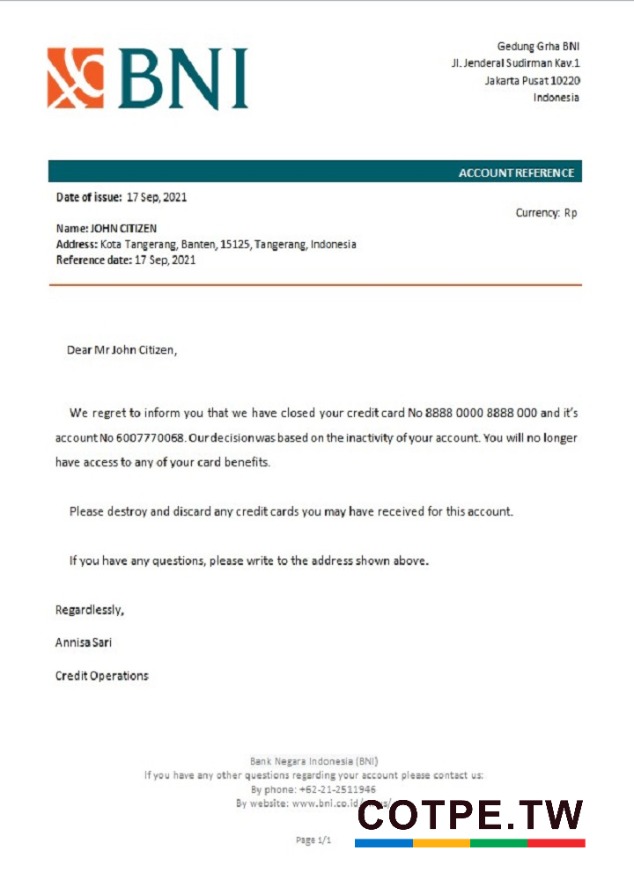 BNI
Gedung Grha BNI
Jl. Jenderal Sudirman Kav.1
Jakarta Pusat 10220
Indonesia
ACCOUNT REFERENCE
Date of issue: 17 Sep, 2021
Currency: Rp
Name: JOHN CITIZEN
Address: Kota Tangerang, Banten, 15125, Tangerang, Indonesia
Reference date: 17 Sep, 2021
Dear Mr John Citizen,
We regret to inform you that we have closed your credit card No 8888 0000 8888 000 and it's
account No 6007770068. Our decision was based on the inactivity of your account. You will no longer
have access to any of your card benefits.
Please destroy and discard any credit cards you may have received for this account.
If you have any questions, please write to the address shown above.
Regardlessly,
Annisa Sari
Credit Operations
Bank Negara Indonesia (BNI)
If you have any other questions regarding your account please contact us:
By phone: +62-21-2511946
By website: www.bni.co.id
COTPE.TW
Page 1/1